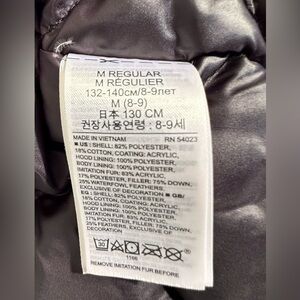 M REGULAR
M RÉGULIER
132-140см/8-9лет
M (8-9)
日本 130 CM
권장사용연령 : 8-9세
MADE IN VIETNAM RN 54023
■ US | SHELL: 82% POLYESTER,
18% COTTON, COATING: ACRYLIC,
HOOD LINING: 100% POLYESTER,
BODY LINING: 100% POLYESTER,
IMITATION FUR: 83% ACRYLIC,
17% POLYESTER, FILLER: 75% DOWN,
25% WATERFOWL FEATHERS,
EXCLUSIVE OF DECORATION ■ GB/
EG | SHELL: 82% POLYESTER,
18% COTTON, COATING: ACRYLIC,
HOOD LINING: 100% POLYESTER,
BODY LINING: 100% POLYESTER,
IMITATION FUR: 83% ACRYLIC,
17% POLYESTER, FILLER: 75% DOWN,
25% FEATHERS, EXCLUSIVE OF
DECORATION
30
REMOVE IMITATION FUR BEFORE